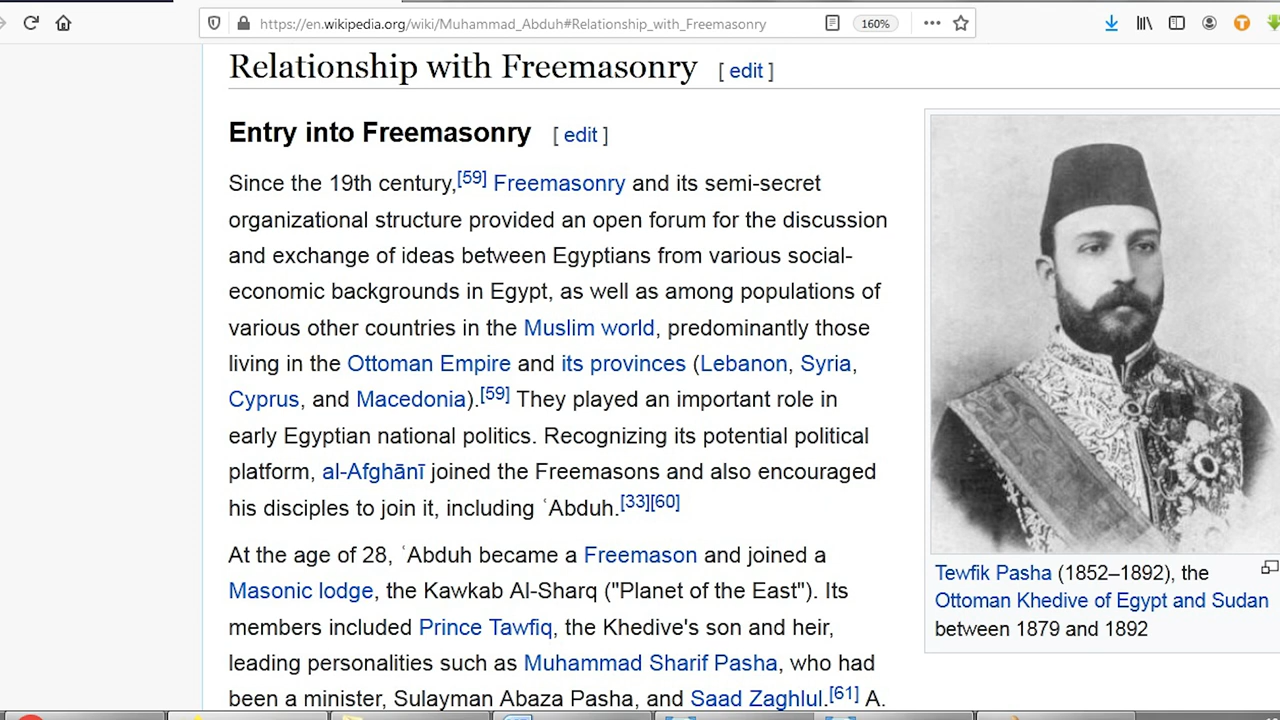 https://en.wikipedia.org/wiki/Muhammad_Abduh#Relationship_with_Freemasonry
160%
Relationship with Freemasonry [ edit ]
Entry into Freemasonry [ edit ]
Since the 19th century,[59] Freemasonry and its semi-secret
organizational structure provided an open forum for the discussion
and exchange of ideas between Egyptians from various social-
economic backgrounds in Egypt, as well as among populations of
various other countries in the Muslim world, predominantly those
living in the Ottoman Empire and its provinces (Lebanon, Syria,
Cyprus, and Macedonia).[59] They played an important role in
early Egyptian national politics. Recognizing its potential political
platform, al-Afghānī joined the Freemasons and also encouraged
his disciples to join it, including ʿAbduh.[33][60]
At the age of 28, ʿAbduh became a Freemason and joined a
Masonic lodge, the Kawkab Al-Sharq ("Planet of the East"). Its
members included Prince Tawfiq, the Khedive's son and heir,
leading personalities such as Muhammad Sharif Pasha, who had
been a minister, Sulayman Abaza Pasha, and Saad Zaghlul.[61] A.
Tewfik Pasha (1852–1892), the
Ottoman Khedive of Egypt and Sudan
between 1879 and 1892